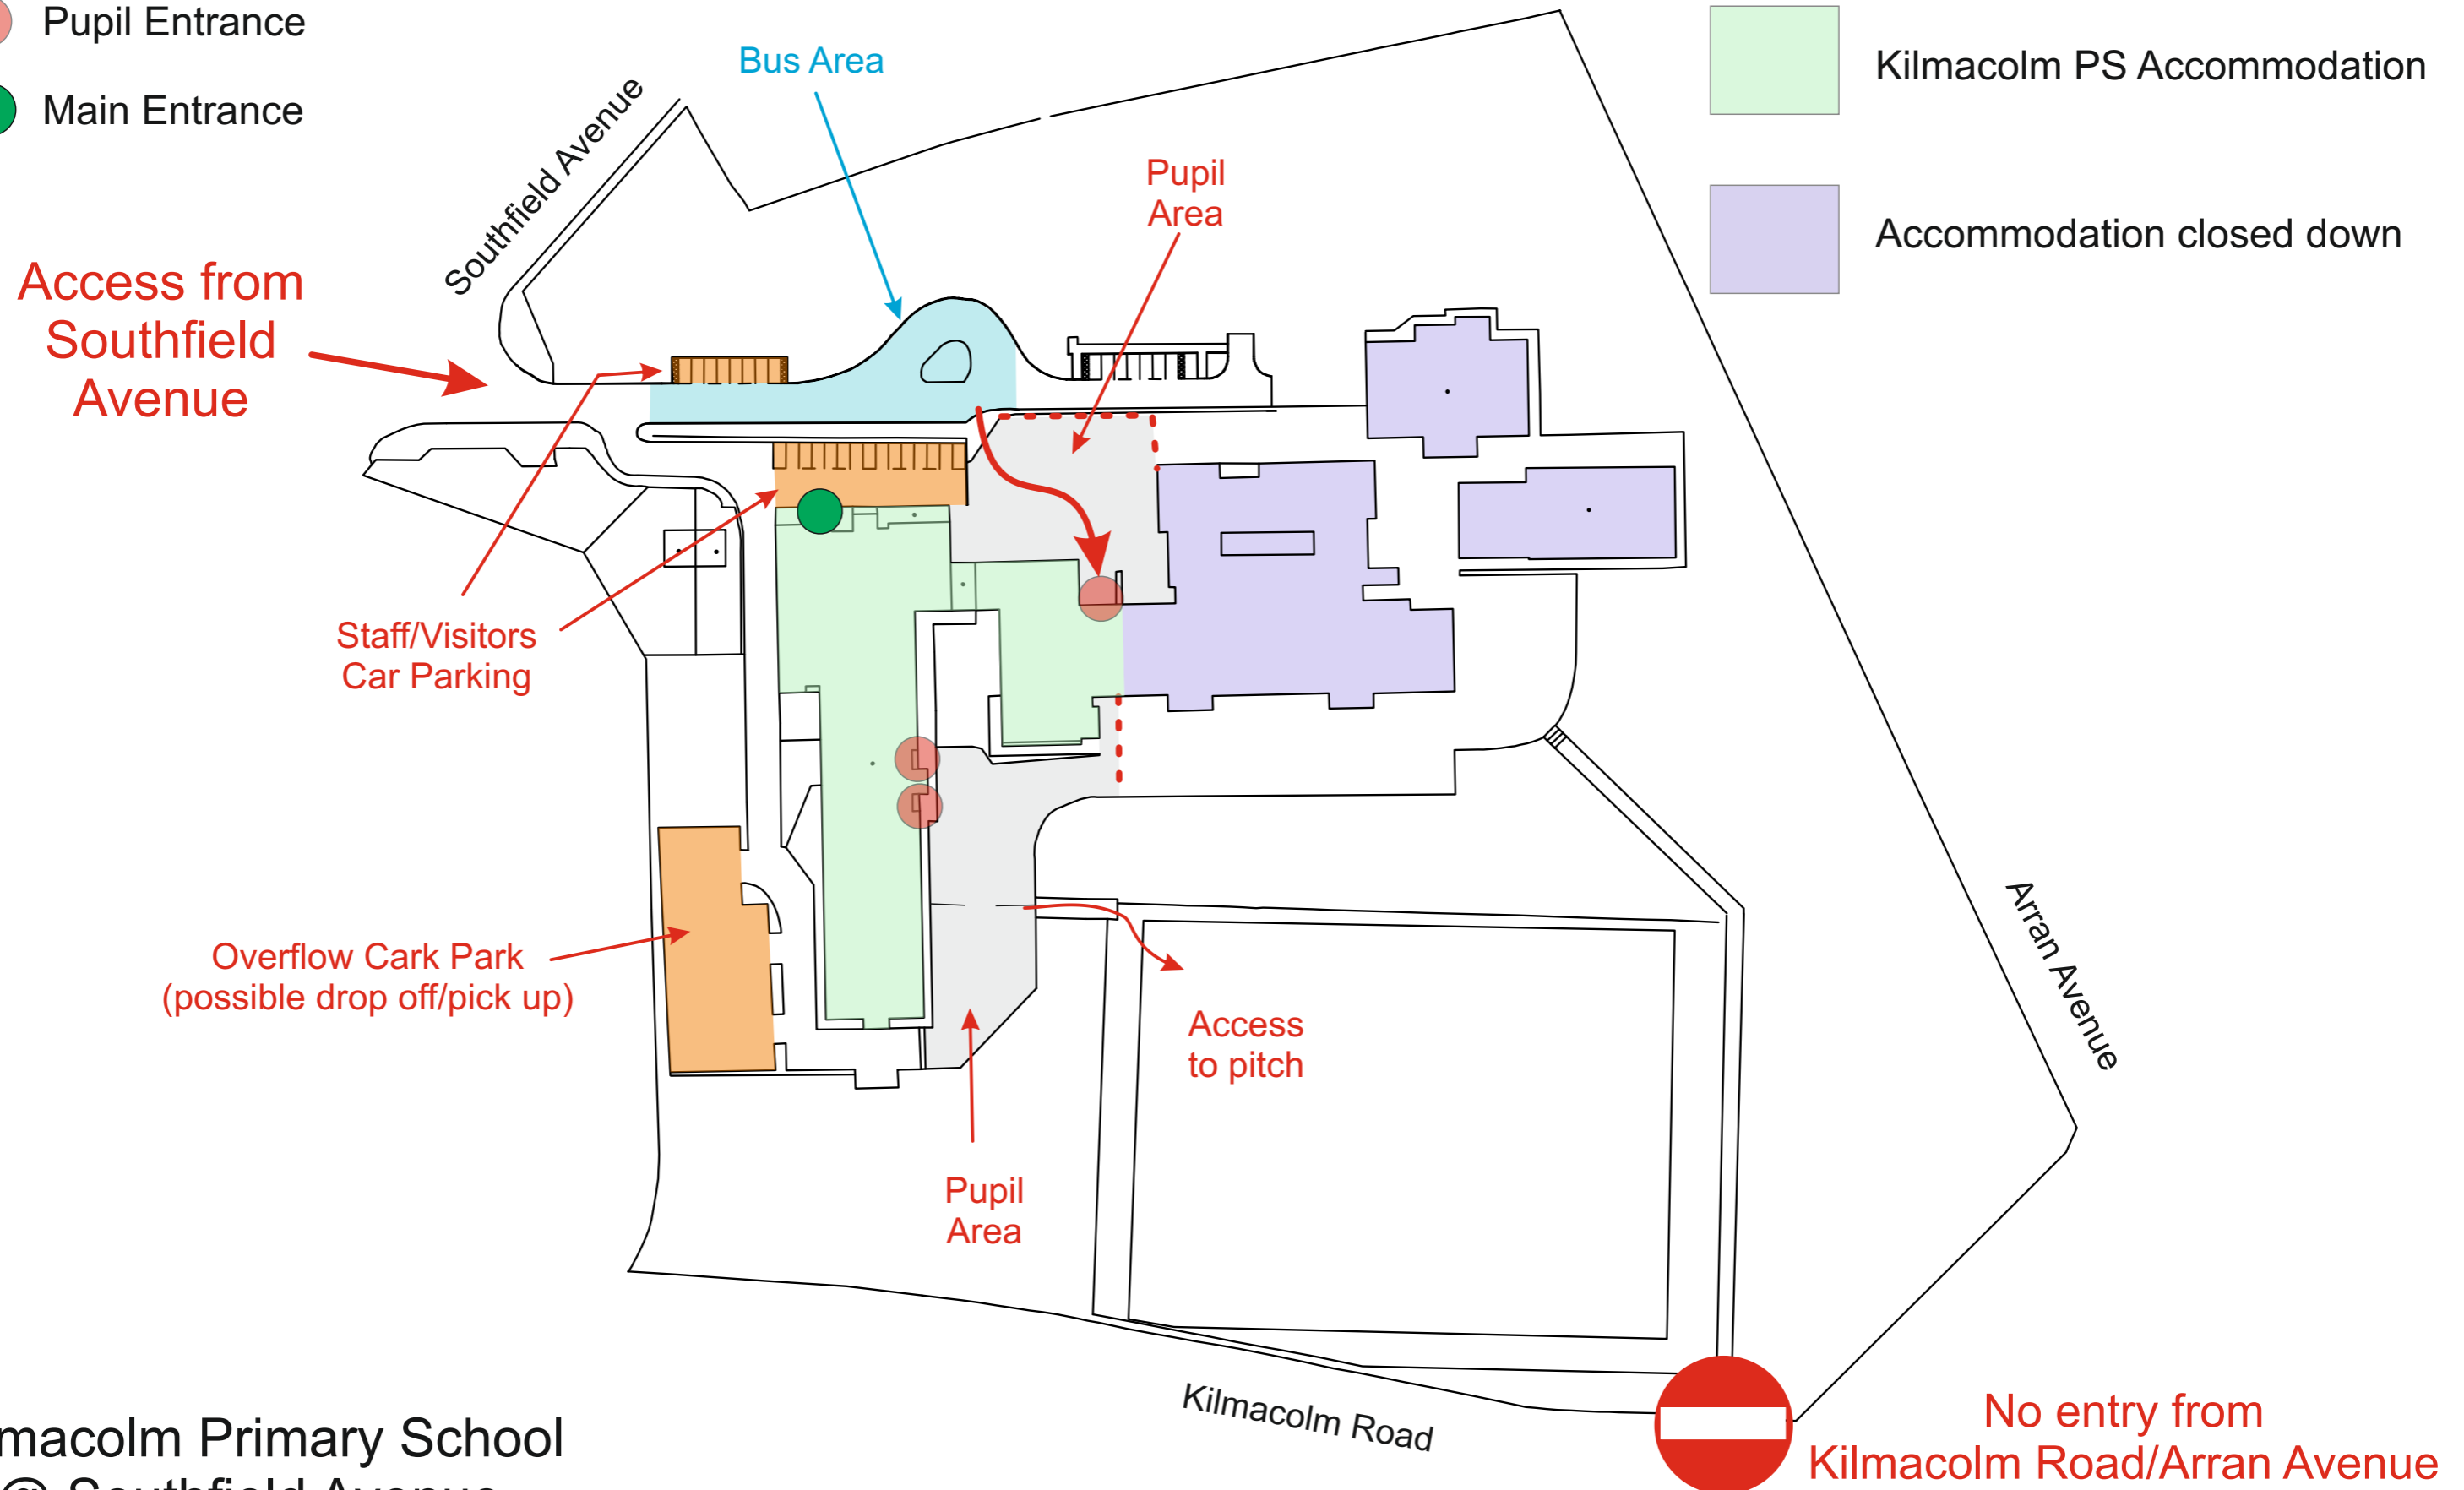 Pupil Entrance
Main Entrance
Bus Area
Southfield Avenue
Pupil
Area
Kilmacolm PS Accommodation
Accommodation closed down
Access from
Southfield
Avenue
Staff/Visitors
Car Parking
Overflow Cark Park
(possible drop off/pick up)
Access
to pitch
Pupil
Area
Arran Avenue
Kilmacolm Road
No entry from
Kilmacolm Road/Arran Avenue
macolm Primary School
@ Southfield Avenue